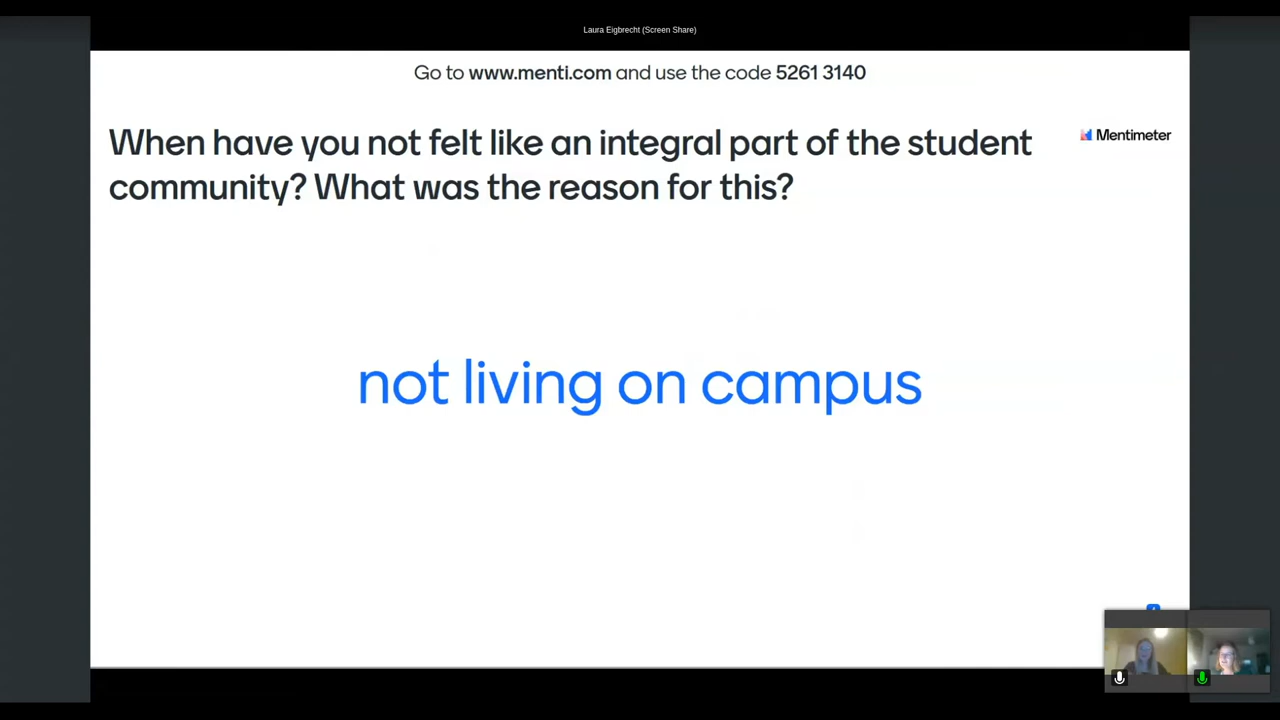 Laura Eigbrecht (Screen Share)
Go to www.menti.com and use the code 5261 3140
When have you not felt like an integral part of the student
community? What was the reason for this?
Mentimeter
not living on campus